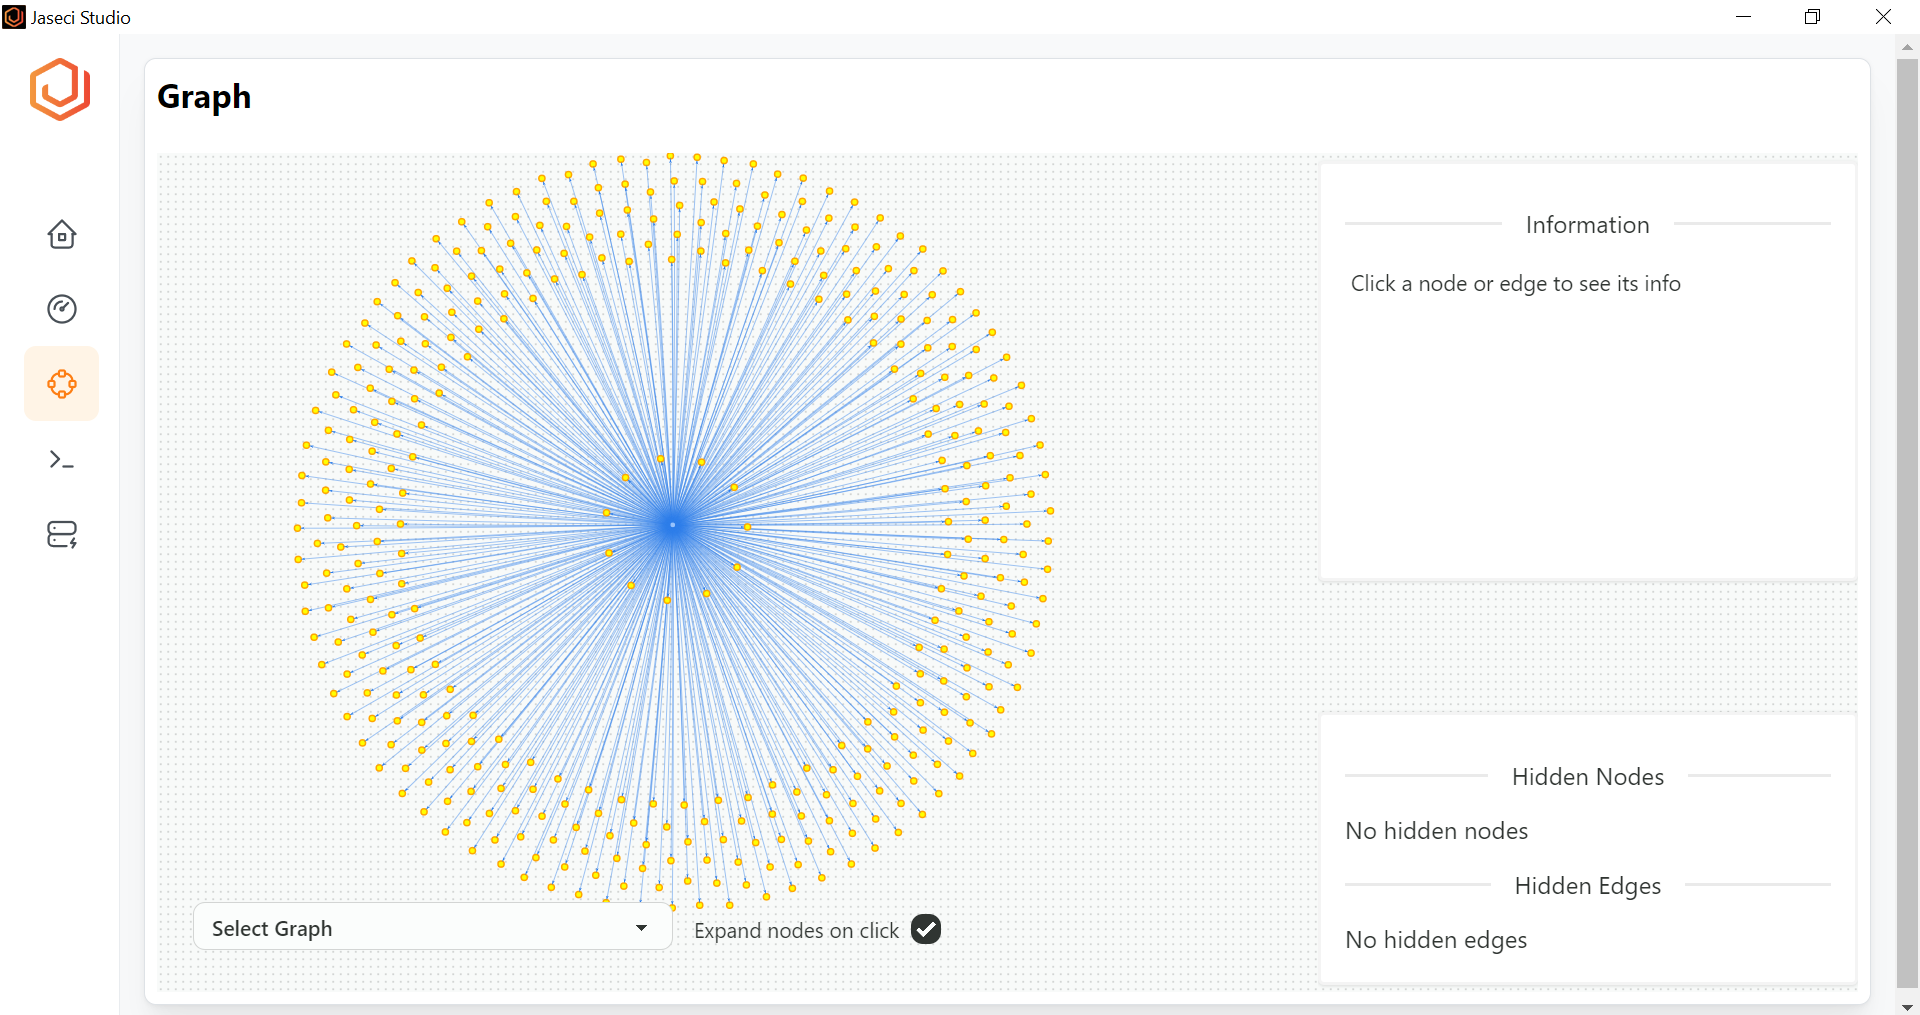 Jaseci Studio
Graph
Information
Click a node or edge to see its info
Hidden Nodes
No hidden nodes
Hidden Edges
No hidden edges
Select Graph
Expand nodes on click